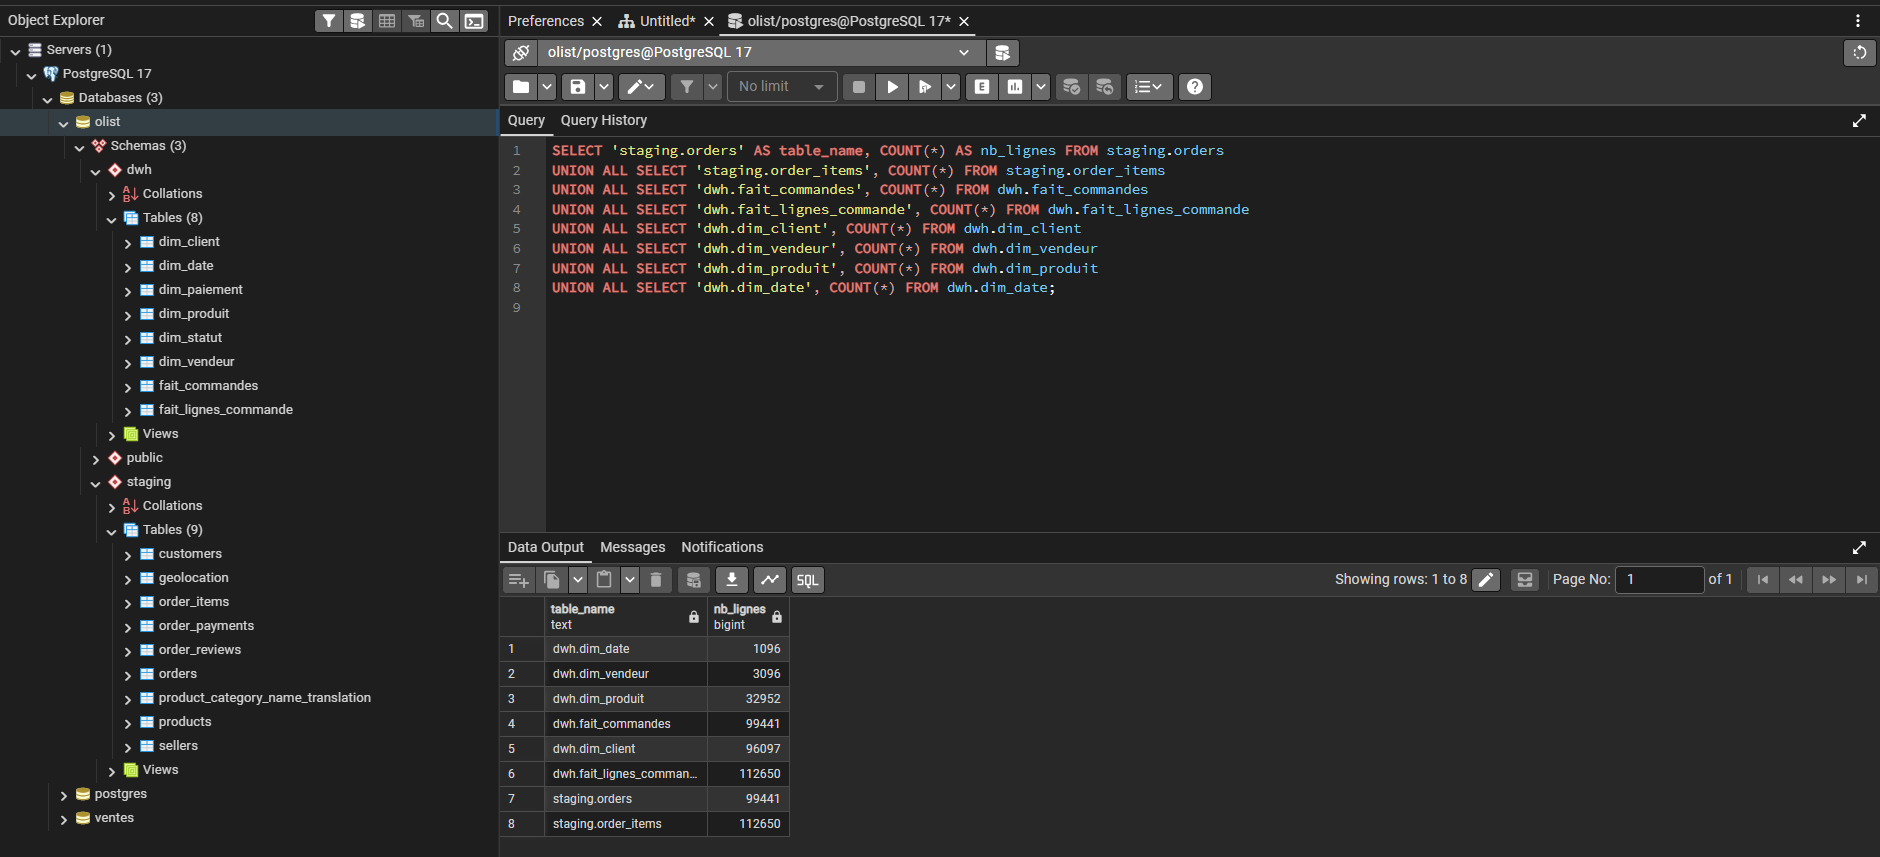 Object Explorer
Servers (1)
PostgreSQL 17
Databases (3)
olist
Schemas (3)
dwh
Collations
Tables (8)
dim_client
dim_date
dim_paiement
dim_produit
dim_statut
dim_vendeur
fait_commandes
fait_lignes_commande
Views
public
staging
Collations
Tables (9)
customers
geolocation
order_items
order_payments
order_reviews
orders
product_category_name_translation
products
sellers
Views
postgres
ventes
Preferences
Untitled*
olist/postgres@PostgreSQL 17*
olist/postgres@PostgreSQL 17
No limit
E
Query Query History
1 SELECT 'staging.orders' AS table_name, COUNT(*) AS nb_lignes FROM staging.orders
2 UNION ALL SELECT 'staging.order_items', COUNT(*) FROM staging.order_items
3 UNION ALL SELECT 'dwh.fait_commandes', COUNT(*) FROM dwh.fait_commandes
4 UNION ALL SELECT 'dwh.fait_lignes_commande', COUNT(*) FROM dwh.fait_lignes_commande
5 UNION ALL SELECT 'dwh.dim_client', COUNT(*) FROM dwh.dim_client
6 UNION ALL SELECT 'dwh.dim_vendeur', COUNT(*) FROM dwh.dim_vendeur
7 UNION ALL SELECT 'dwh.dim_produit', COUNT(*) FROM dwh.dim_produit
8 UNION ALL SELECT 'dwh.dim_date', COUNT(*) FROM dwh.dim_date;
9
Data Output Messages Notifications
SQL
Showing rows: 1 to 8
Page No: 1 of 1
table_name nb_lignes
text bigint
1 dwh.dim_date 1096
2 dwh.dim_vendeur 3096
3 dwh.dim_produit 32952
4 dwh.fait_commandes 99441
5 dwh.dim_client 96097
6 dwh.fait_lignes_comman... 112650
7 staging.orders 99441
8 staging.order_items 112650